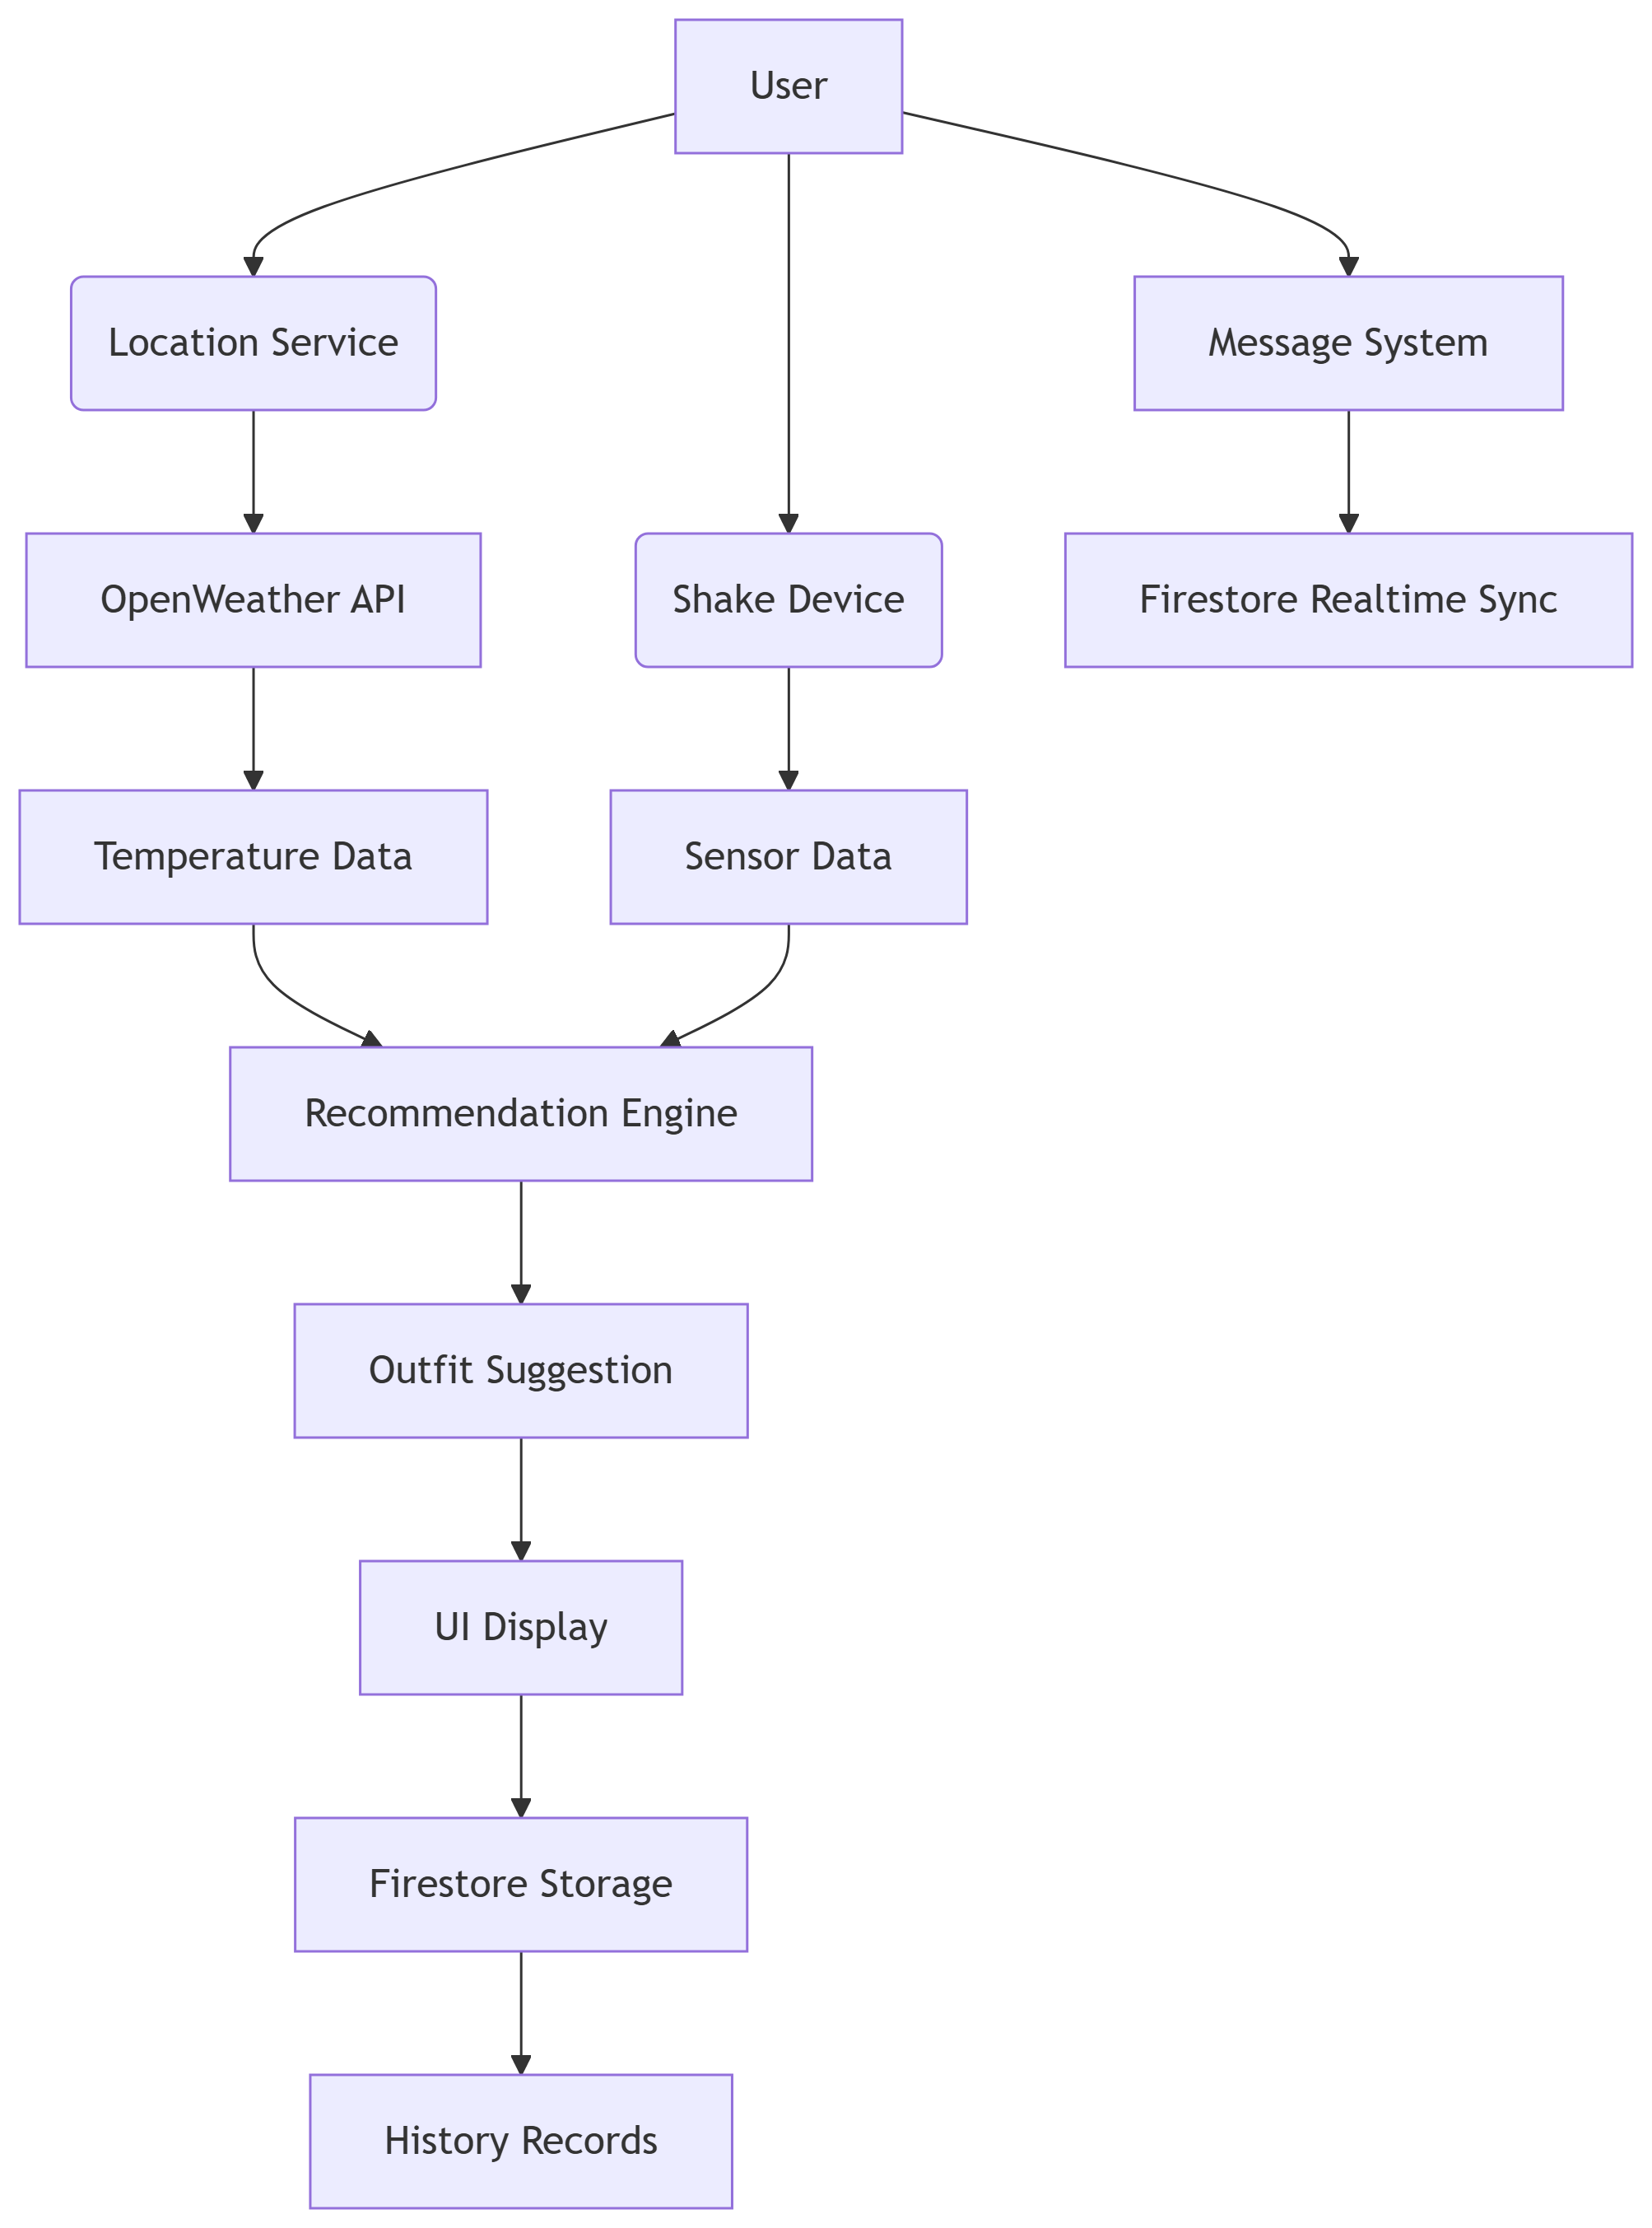 User
Location Service
Message System
OpenWeather API
Shake Device
Firestore Realtime Sync
Temperature Data
Sensor Data
Recommendation Engine
Outfit Suggestion
UI Display
Firestore Storage
History Records